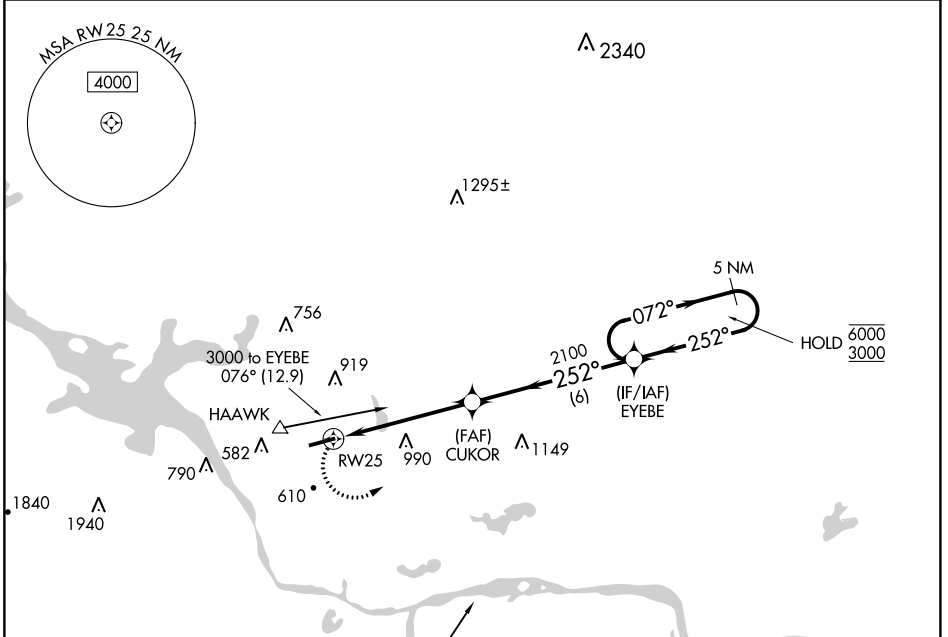 MSA RW25 25 NM
4000
2340
1295±
5 NM
072°
HOLD 6000
3000
252°
756
3000 to EYEBE
076° (12.9)
919
2100
252°
(6)
(IF/IAF)
EYEBE
HAAWK
582
RW25
990
(FAF)
CUKOR
1149
790
610
1840
1940